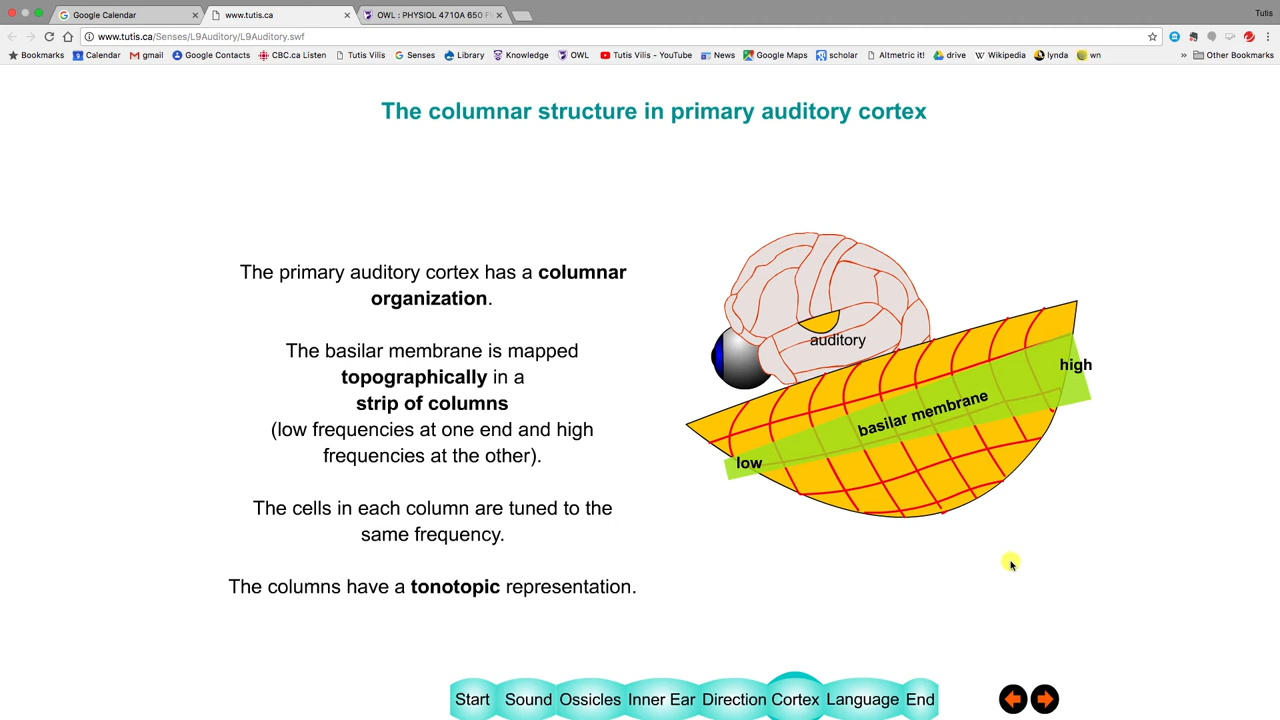 Google Calendar
www.tutis.ca
OWL : PHYSIOL 4710A 650 F
Tutis
www.tutis.ca/Senses/L9Auditory/L9Auditory.swf
Bookmarks Calendar gmail Google Contacts CBC.ca Listen Tutis Vilis Senses Library Knowledge OWL Tutis Vilis - YouTube News Google Maps scholar Altmetric it! drive Wikipedia lynda wn » Other Bookmarks
The columnar structure in primary auditory cortex
The primary auditory cortex has a columnar
organization.
The basilar membrane is mapped
topographically in a
strip of columns
(low frequencies at one end and high
frequencies at the other).
The cells in each column are tuned to the
same frequency.
The columns have a tonotopic representation.
auditory
high
basilar membrane
low
Start Sound Ossicles Inner Ear Direction Cortex Language End